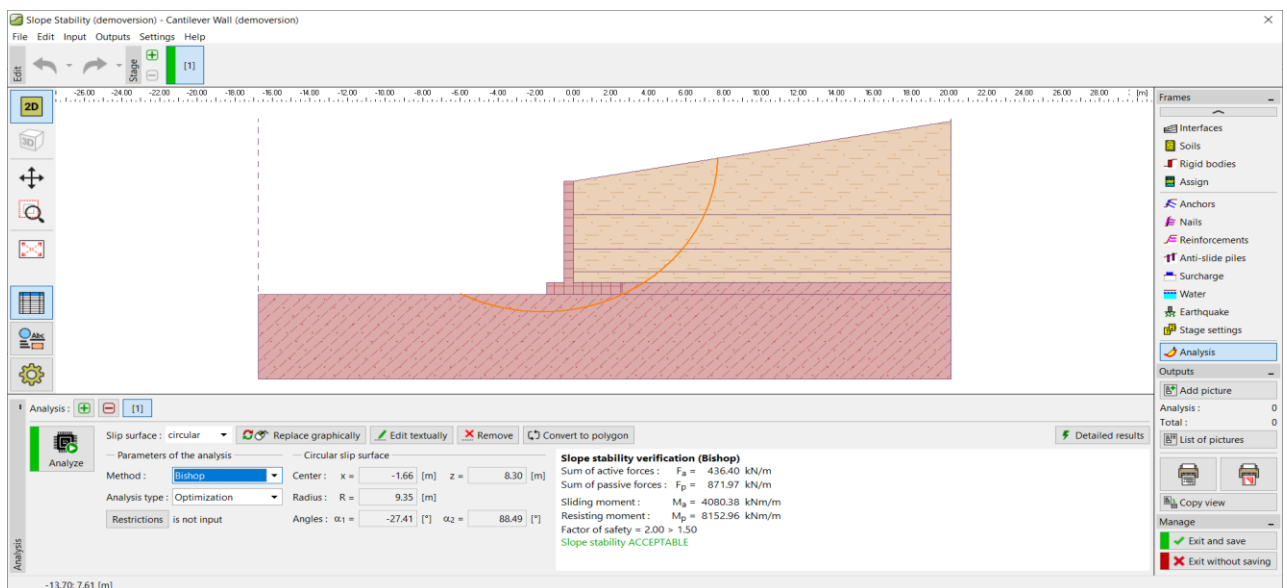 Slope Stability (demoversion) - Cantilever Wall (demoversion)
File Edit Input Outputs Settings Help
Edit
Stage
[1]
2D
3D
-26.00 -24.00 -22.00 -20.00 -18.00 -16.00 -14.00 -12.00 -10.00 -8.00 -6.00 -4.00 -2.00 0.00 2.00 4.00 6.00 8.00 10.00 12.00 14.00 16.00 18.00 20.00 22.00 24.00 26.00 28.00 [m]
Frames
Interfaces
Soils
Rigid bodies
Assign
Anchors
Nails
Reinforcements
Anti-slide piles
Surcharge
Water
Earthquake
Stage settings
Analysis
Outputs
Add picture
Analysis : 0
Total : 0
List of pictures
Copy view
Manage
Exit and save
Exit without saving
Abc
Analysis : [1]
Analyze
Slip surface : circular Replace graphically Edit textually Remove Convert to polygon Detailed results
Parameters of the analysis
Method : Bishop
Analysis type : Optimization
Restrictions is not input
Circular slip surface
Center : x = -1.66 [m] z = 8.30 [m]
Radius : R = 9.35 [m]
Angles : α1 = -27.41 [°] α2 = 88.49 [°]
Slope stability verification (Bishop)
Sum of active forces : Fa = 436.40 kN/m
Sum of passive forces : Fp = 871.97 kN/m
Sliding moment : Ma = 4080.38 kNm/m
Resisting moment : Mp = 8152.96 kNm/m
Factor of safety = 2.00 > 1.50
Slope stability ACCEPTABLE
Analysis
-13.70; 7.61 [m]